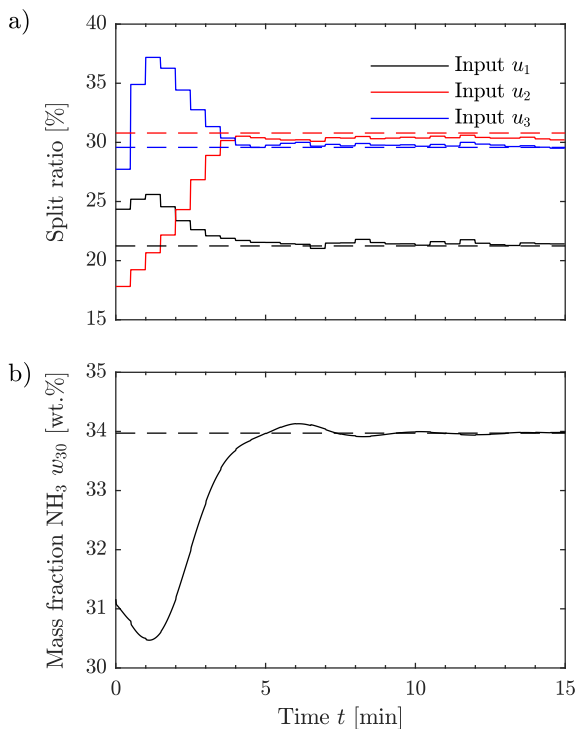 a)
40
35
30
25
20
15
Split ratio [%]
Input u₁
Input u₂
Input u₃
b)
35
34
33
32
31
30
Mass fraction NH₃ w₃₀ [wt.%]
0
5
10
15
Time t [min]